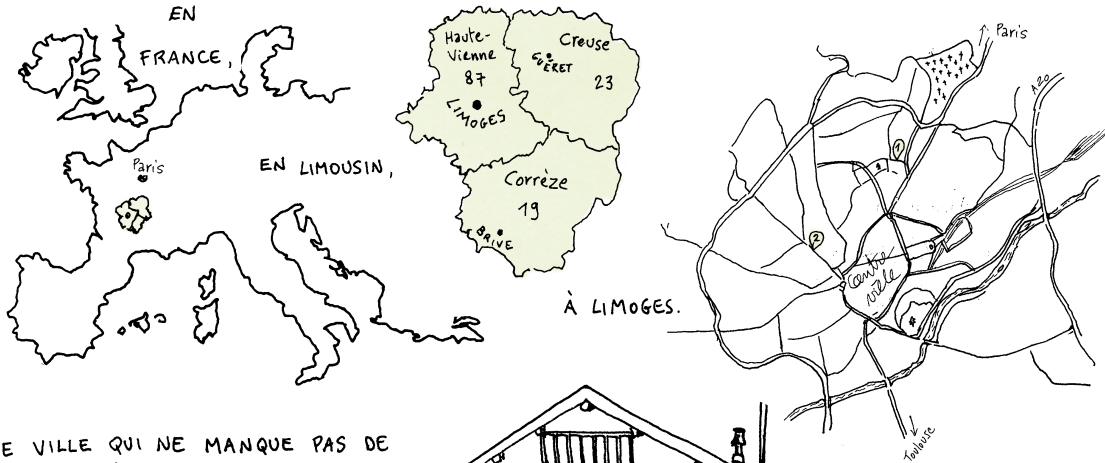 EN
FRANCE,
Paris
EN LIMOUSIN,
Haute-
Vienne
87
LIMOGES
Creuse
GUÉRET
23
Corrèze
19
BRIVE
À LIMOGES.
Paris
A20
1
2
Centre
ville
Toulouse
E VILLE QUI NE MANQUE PAS DE